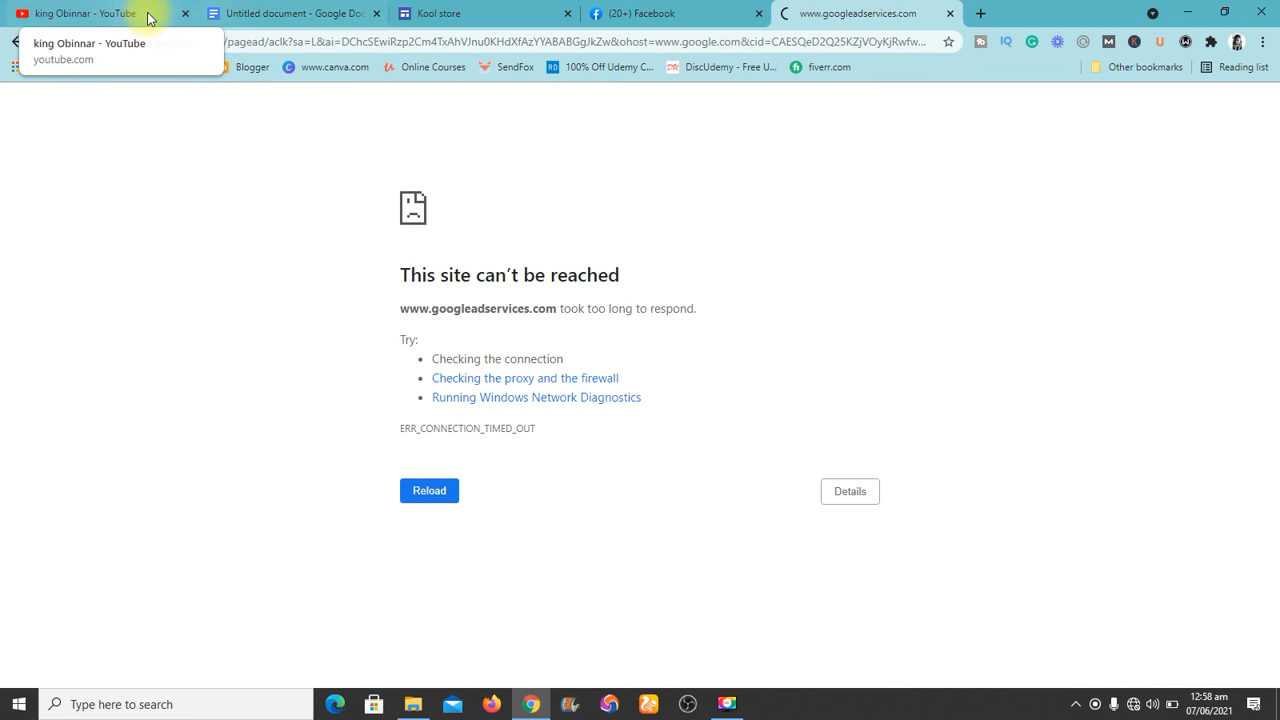 king Obinnar - YouTube
Untitled document - Google Doc
Kool store
(20+) Facebook
www.googleadservices.com
/pagead/aclk?sa=L&ai=DChcSEwiRzp2Cm4TxAhVJnu0KHdXfAzYYABABGgJkZw&ohost=www.google.com&cid=CAESQeD2Q25KZjVOyKjRwfw...
king Obinnar - YouTube
youtube.com
Blogger
www.canva.com
Online Courses
SendFox
100% Off Udemy C...
DiscUdemy - Free U...
fiverr.com
Other bookmarks
Reading list
This site can't be reached
www.googleadservices.com took too long to respond.
Try:
• Checking the connection
• Checking the proxy and the firewall
• Running Windows Network Diagnostics
ERR_CONNECTION_TIMED_OUT
Reload
Details
Type here to search
12:58 am
07/06/2021